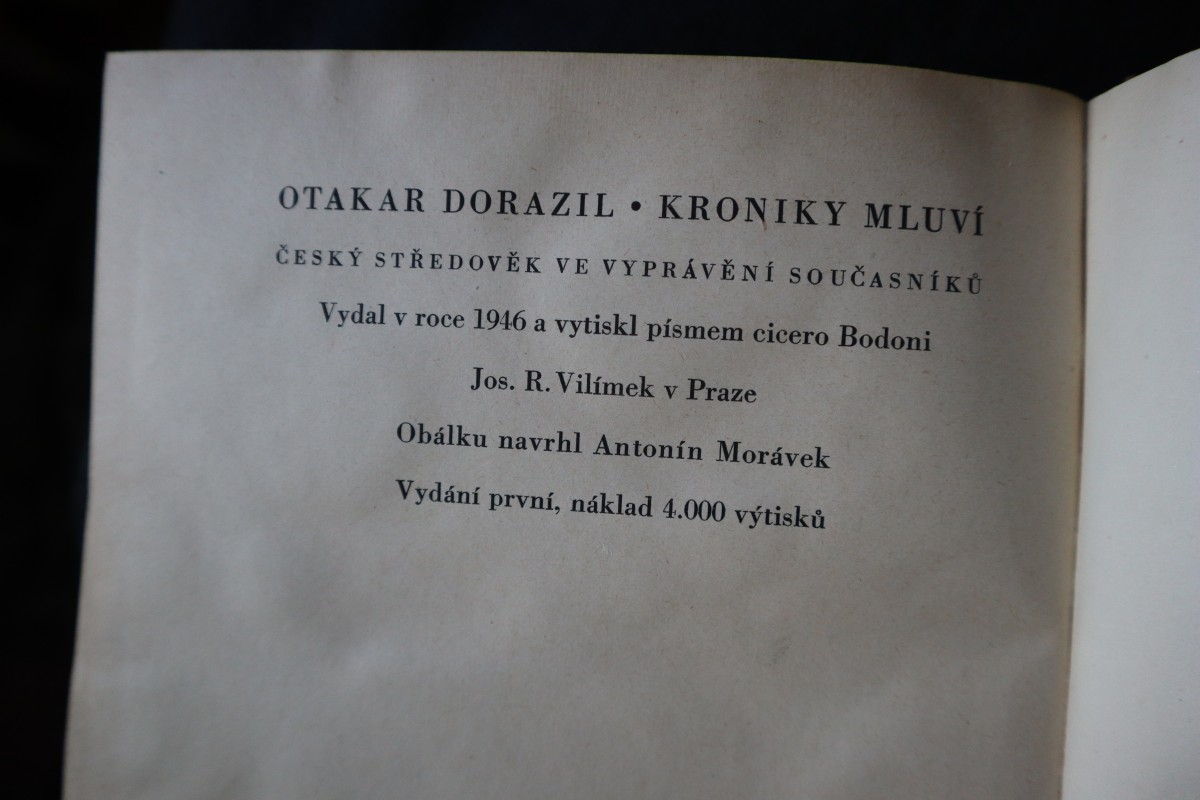 OTAKAR DORAZIL • KRONIKY MLUVÍ
ČESKÝ STŘEDOVĚK VE VYPRÁVĚNÍ SOUČASNÍKŮ
Vydal v roce 1946 a vytiskl písmem cicero Bodoni
Jos. R. Vilímek v Praze
Obálku navrhl Antonín Morávek
Vydání první, náklad 4.000 výtisků